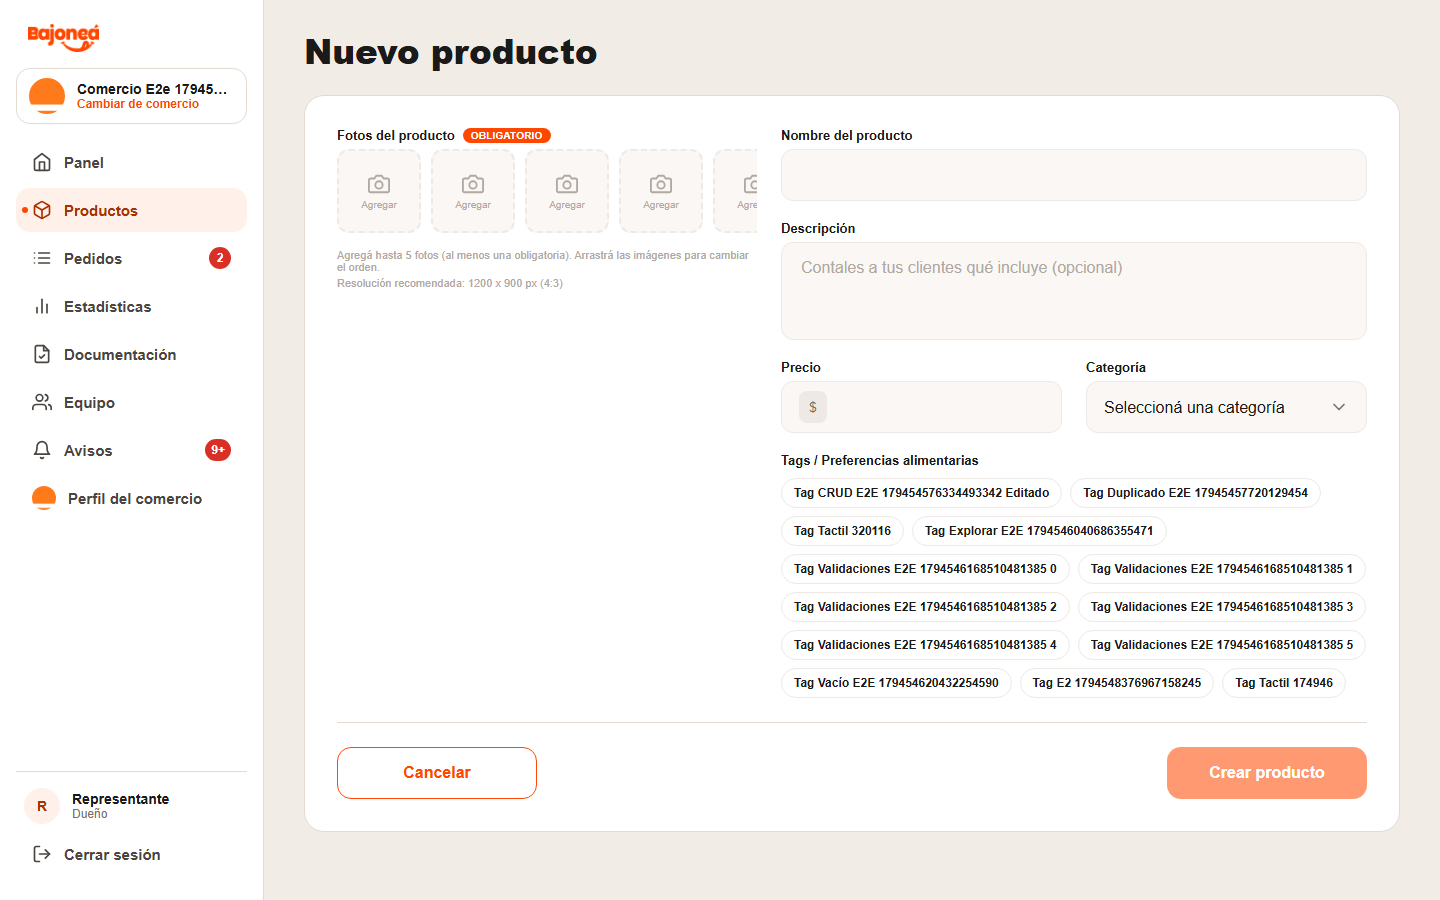 Bajoneá
Comercio E2e 17945...
Cambiar de comercio
Panel
Productos
Pedidos 2
Estadísticas
Documentación
Equipo
Avisos 9+
Perfil del comercio
R
Representante
Dueño
Cerrar sesión
Nuevo producto
Fotos del producto OBLIGATORIO
Agregar Agregar Agregar Agregar Agre
Agregá hasta 5 fotos (al menos una obligatoria). Arrastrá las imágenes para cambiar
el orden.
Resolución recomendada: 1200 x 900 px (4:3)
Nombre del producto
Descripción
Contales a tus clientes qué incluye (opcional)
Precio Categoría
$ Seleccioná una categoría
Tags / Preferencias alimentarias
Tag CRUD E2E 179454576334493342 Editado Tag Duplicado E2E 17945457720129454
Tag Tactil 320116 Tag Explorar E2E 1794546040686355471
Tag Validaciones E2E 1794546168510481385 0 Tag Validaciones E2E 1794546168510481385 1
Tag Validaciones E2E 1794546168510481385 2 Tag Validaciones E2E 1794546168510481385 3
Tag Validaciones E2E 1794546168510481385 4 Tag Validaciones E2E 1794546168510481385 5
Tag Vacío E2E 179454620432254590 Tag E2 1794548376967158245 Tag Tactil 174946
Cancelar Crear producto